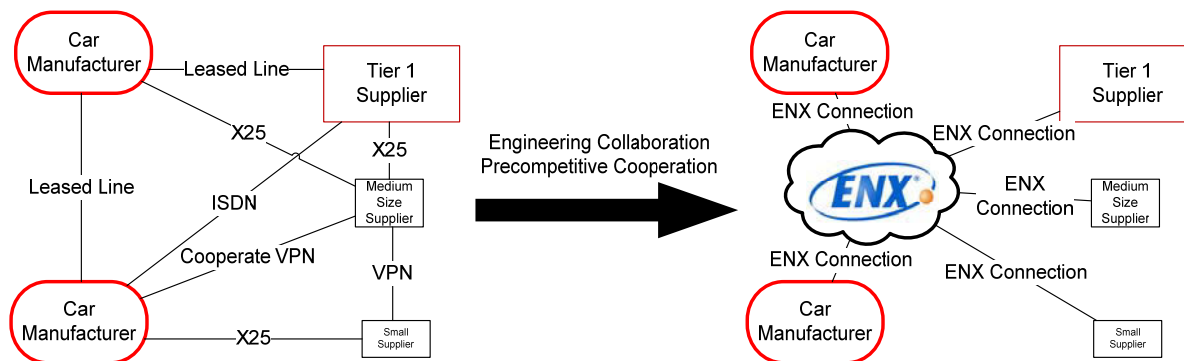 Car
Manufacturer
Leased Line
Tier 1
Supplier
X25
X25
Leased Line
ISDN
Medium
Size
Supplier
Cooperate VPN
VPN
Car
Manufacturer
X25
Small
Supplier
Engineering Collaboration
Precompetitive Cooperation
Car
Manufacturer
ENX Connection
Tier 1
Supplier
ENX Connection
ENX®
ENX
Connection
Medium
Size
Supplier
ENX Connection
ENX Connection
Car
Manufacturer
Small
Supplier